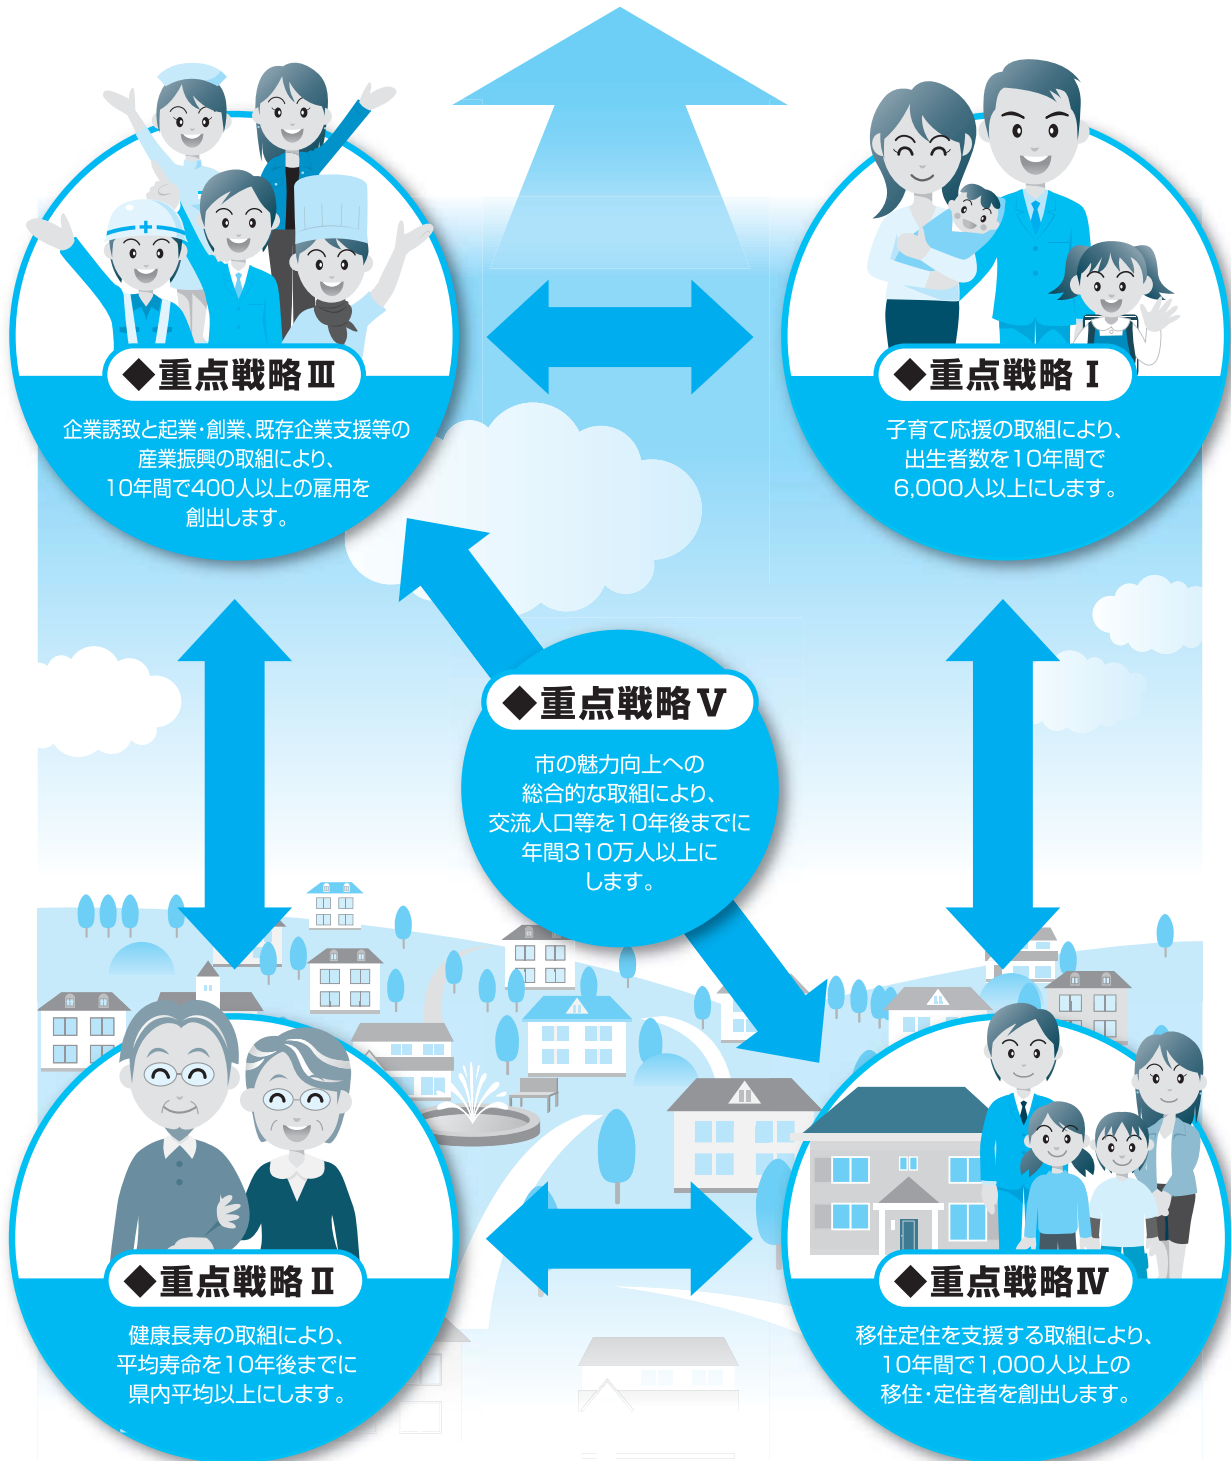 ◆重点戦略Ⅲ
企業誘致と起業・創業、既存企業支援等の
産業振興の取組により、
10年間で400人以上の雇用を
創出します。
◆重点戦略Ⅰ
子育て応援の取組により、
出生者数を10年間で
6,000人以上にします。
◆重点戦略Ⅴ
市の魅力向上への
総合的な取組により、
交流人口等を10年後までに
年間310万人以上に
します。
◆重点戦略Ⅱ
健康長寿の取組により、
平均寿命を10年後までに
県内平均以上にします。
◆重点戦略Ⅳ
移住定住を支援する取組により、
10年間で1,000人以上の
移住・定住者を創出します。